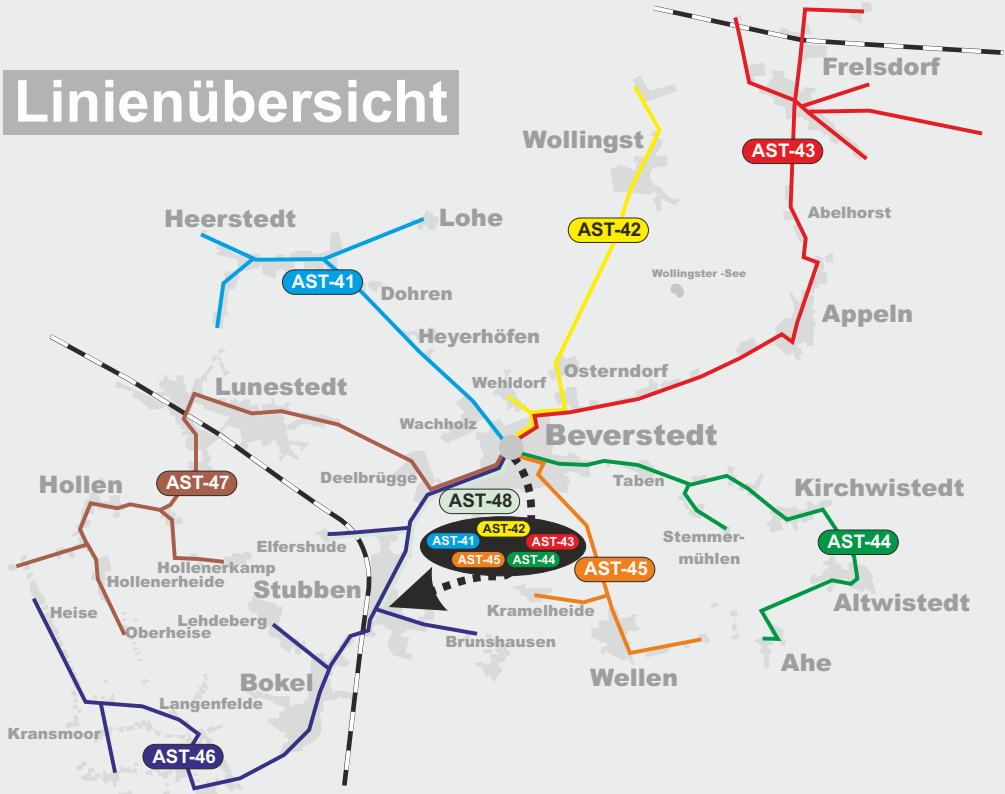 Linienübersicht
Frelsdorf
Wollingst
AST-43
Abelhorst
Heerstedt
Lohe
AST-42
AST-41
Wollingster -See
Dohren
Appeln
Heyerhöfen
Lunestedt
Wehldorf
Osterndorf
Wachholz
Beverstedt
Deelbrügge
Taben
Hollen
AST-47
AST-48
Kirchwistedt
AST-42
AST-41
AST-43
AST-45
AST-44
Stemmer-
mühlen
AST-44
Elfershude
Hollenerkamp
Hollenerheide
Stubben
AST-45
Heise
Oberheise
Lehdeberg
Kramelheide
Altwistedt
Brunshausen
Ahe
Wellen
Bokel
Langenfelde
Kransmoor
AST-46